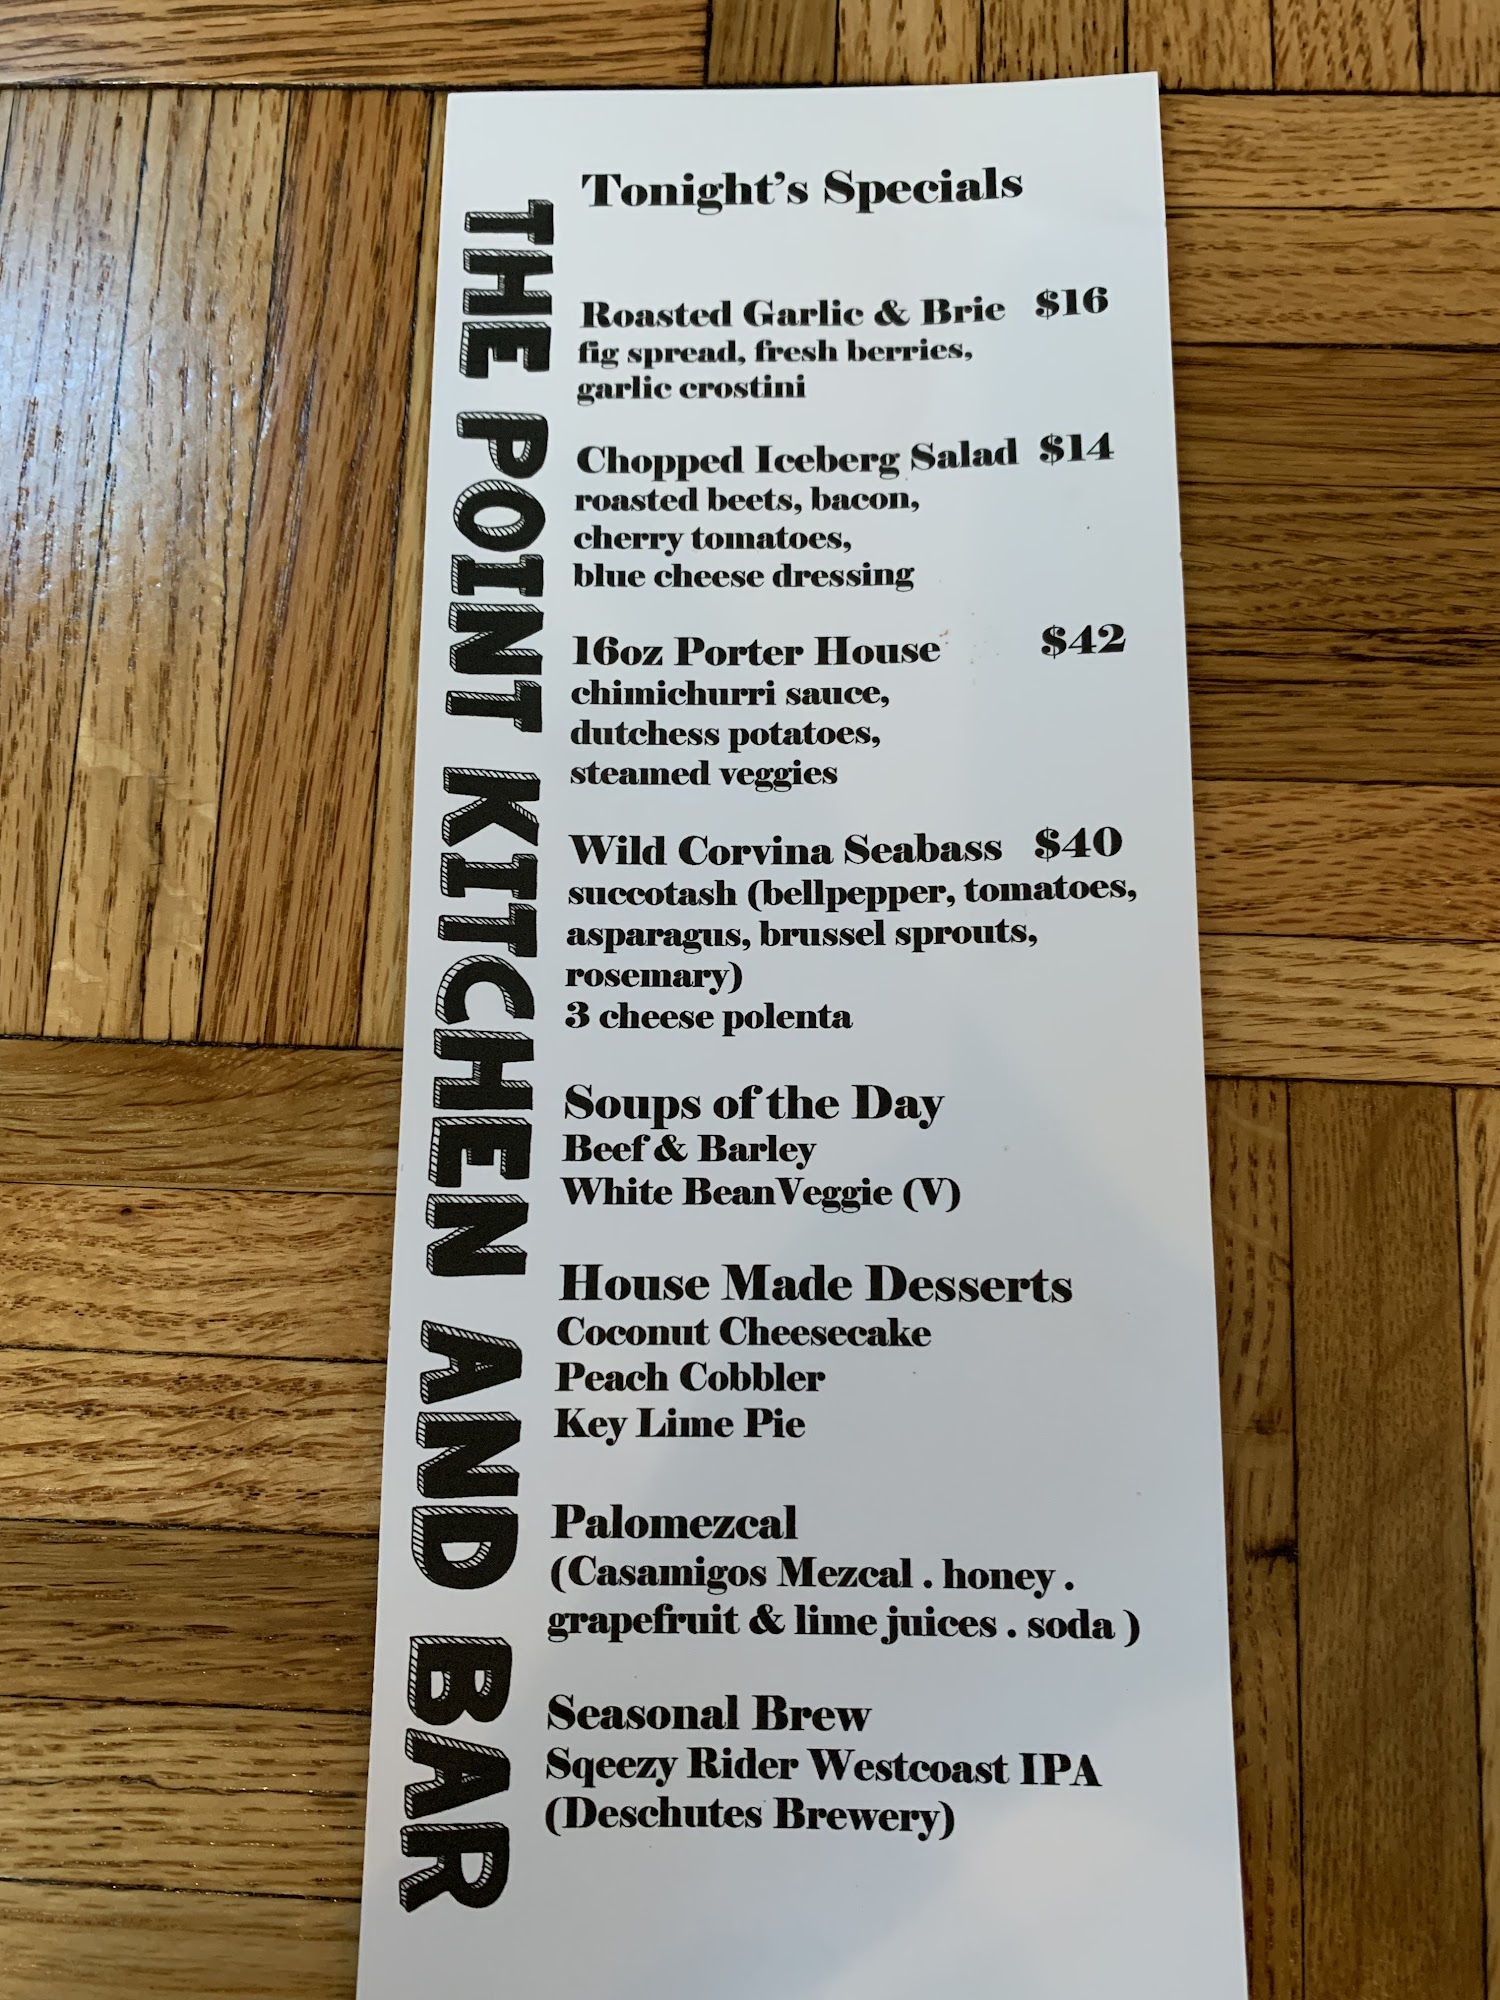 THE POINT KITCHEN AND BAR
Tonight's Specials
Roasted Garlic & Brie $16
fig spread, fresh berries,
garlic crostini
Chopped Iceberg Salad $14
roasted beets, bacon,
cherry tomatoes,
blue cheese dressing
16oz Porter House $42
chimichurri sauce,
dutchess potatoes,
steamed veggies
Wild Corvina Seabass $40
succotash (bellpepper, tomatoes,
asparagus, brussel sprouts,
rosemary)
3 cheese polenta
Soups of the Day
Beef & Barley
White BeanVeggie (V)
House Made Desserts
Coconut Cheesecake
Peach Cobbler
Key Lime Pie
Palomezcal
(Casamigos Mezcal . honey .
grapefruit & lime juices . soda )
Seasonal Brew
Sqeezy Rider Westcoast IPA
(Deschutes Brewery)